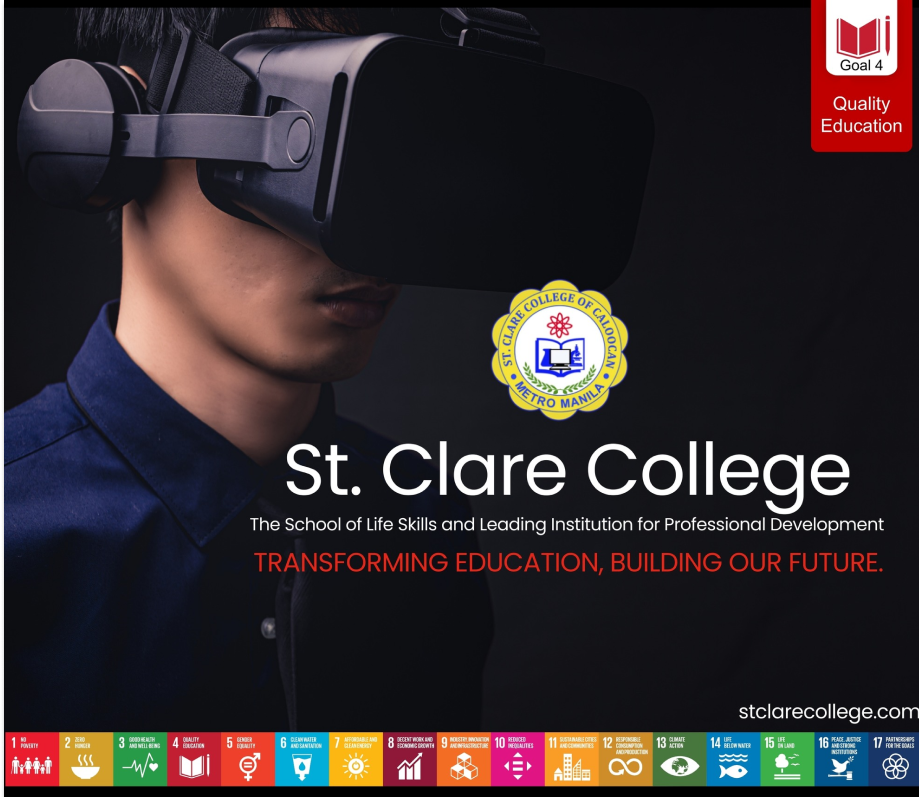 Goal 4
Quality
Education
ST. CLARE COLLEGE OF CALOOCAN
• METRO MANILA •
St. Clare College
The School of Life Skills and Leading Institution for Professional Development
TRANSFORMING EDUCATION, BUILDING OUR FUTURE.
stclarecollege.com
1 NO
POVERTY
2 ZERO
HUNGER
3 GOOD HEALTH
AND WELL-BEING
4 QUALITY
EDUCATION
5 GENDER
EQUALITY
6 CLEAN WATER
AND SANITATION
7 AFFORDABLE AND
CLEAN ENERGY
8 DECENT WORK AND
ECONOMIC GROWTH
9 INDUSTRY, INNOVATION
AND INFRASTRUCTURE
10 REDUCED
INEQUALITIES
11 SUSTAINABLE CITIES
AND COMMUNITIES
12 RESPONSIBLE
CONSUMPTION
AND PRODUCTION
13 CLIMATE
ACTION
14 LIFE
BELOW WATER
15 LIFE
ON LAND
16 PEACE, JUSTICE
AND STRONG
INSTITUTIONS
17 PARTNERSHIPS
FOR THE GOALS